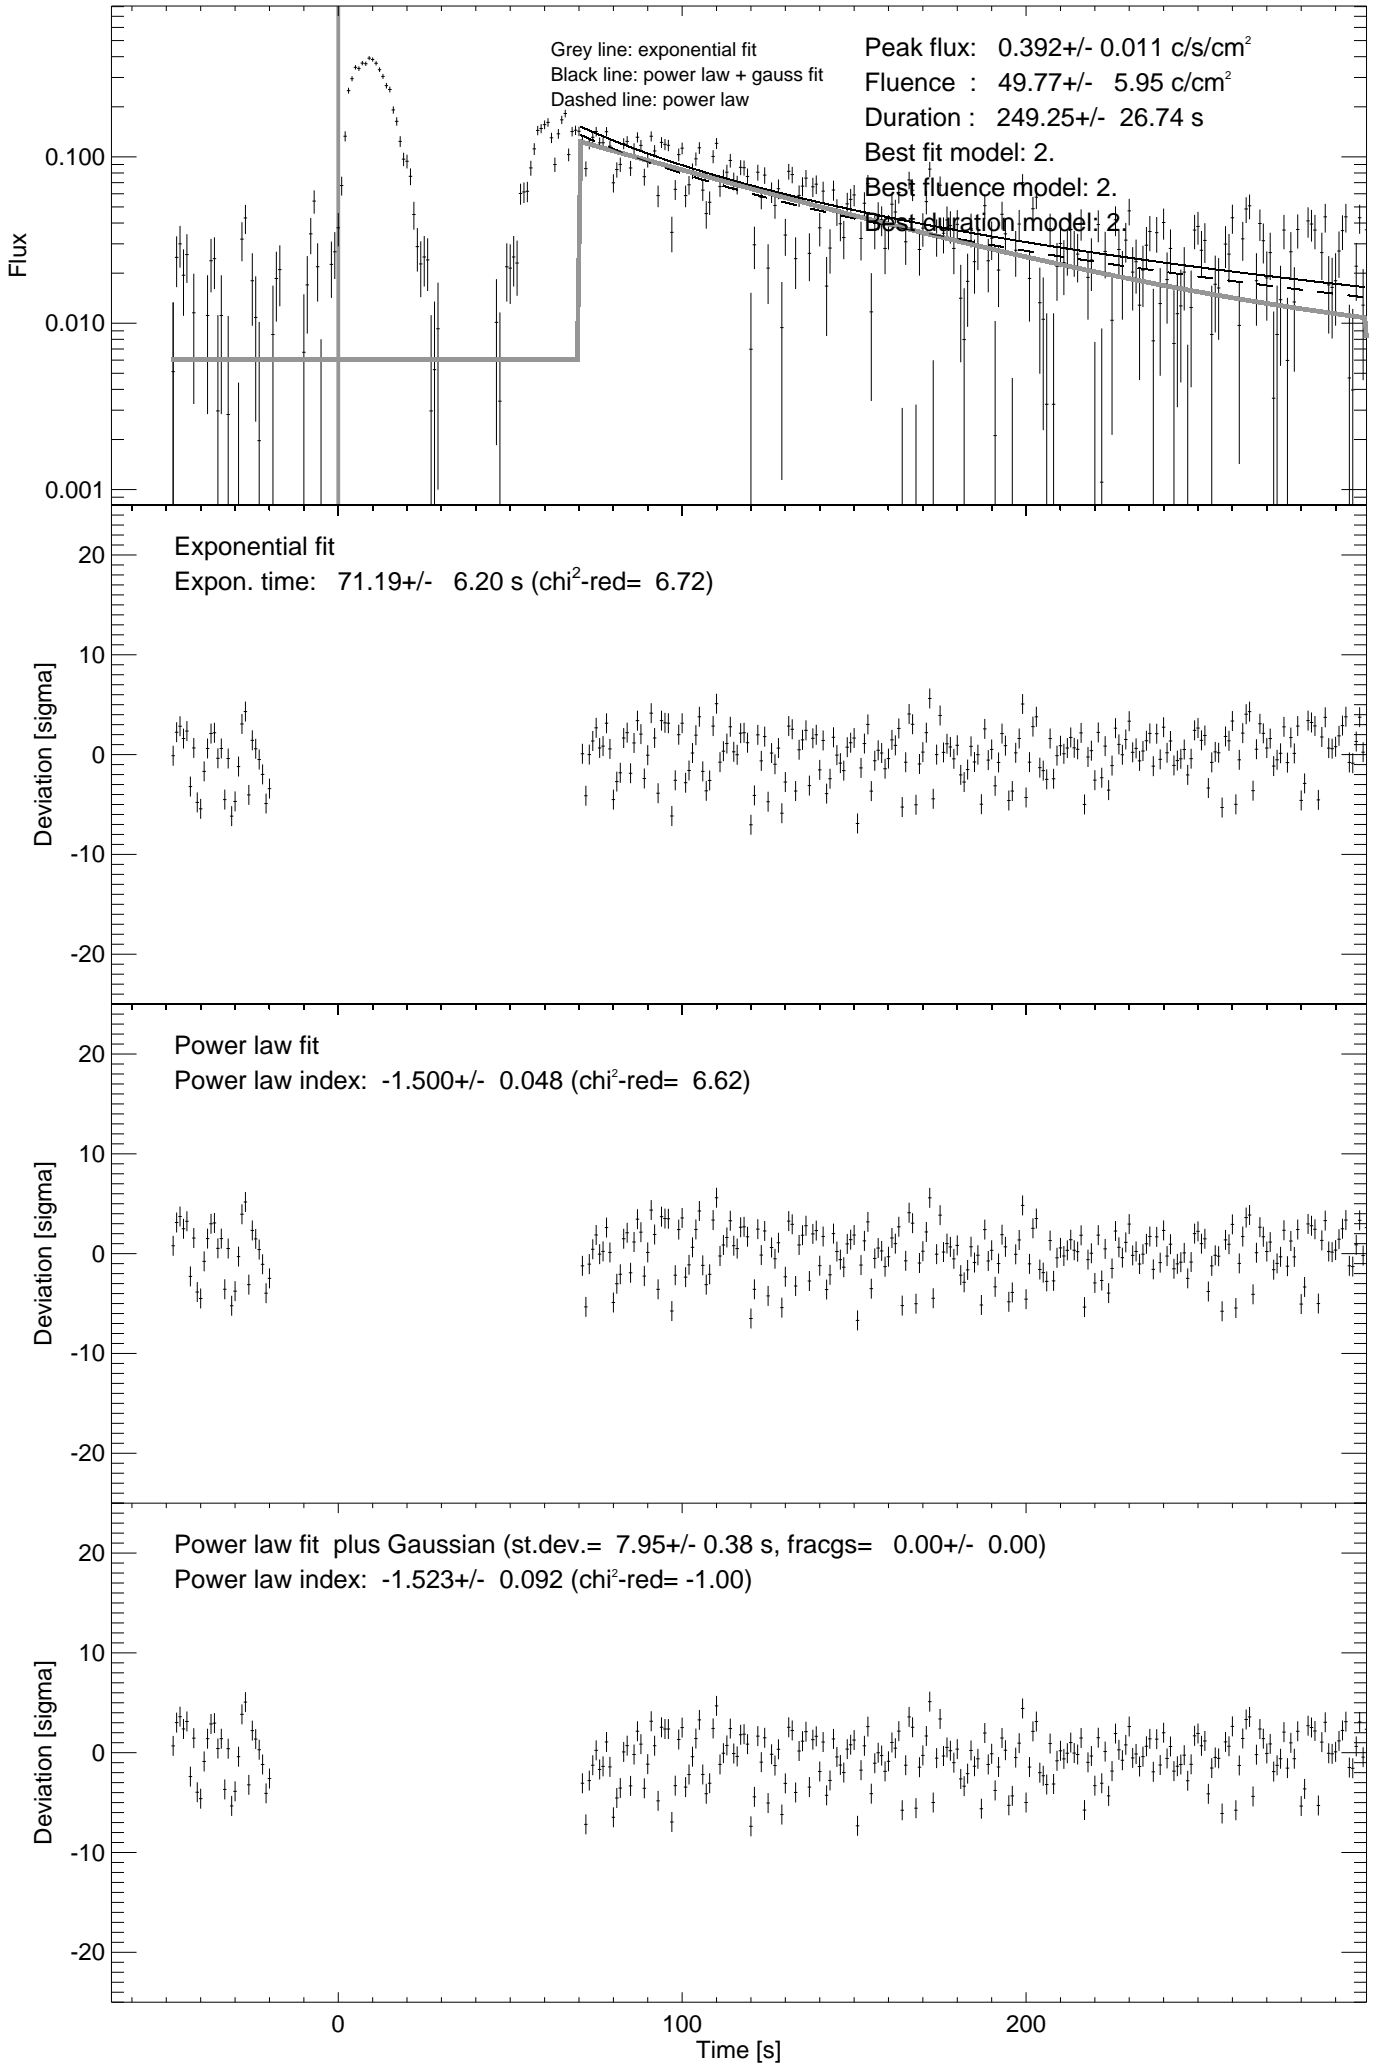 Grey line: exponential fit
Black line: power law + gauss fit
Dashed line: power law
Peak flux: 0.392+/- 0.011 c/s/cm²
Fluence : 49.77+/- 5.95 c/cm²
Duration : 249.25+/- 26.74 s
Best fit model: 2.
Best fluence model: 2.
Best duration model: 2.
Flux
0.100
0.010
0.001
Exponential fit
Expon. time: 71.19+/- 6.20 s (chi²-red= 6.72)
Deviation [sigma]
20
10
0
-10
-20
Power law fit
Power law index: -1.500+/- 0.048 (chi²-red= 6.62)
Deviation [sigma]
20
10
0
-10
-20
Power law fit plus Gaussian (st.dev.= 7.95+/- 0.38 s, fracgs= 0.00+/- 0.00)
Power law index: -1.523+/- 0.092 (chi²-red= -1.00)
Deviation [sigma]
20
10
0
-10
-20
0 100 200
Time [s]